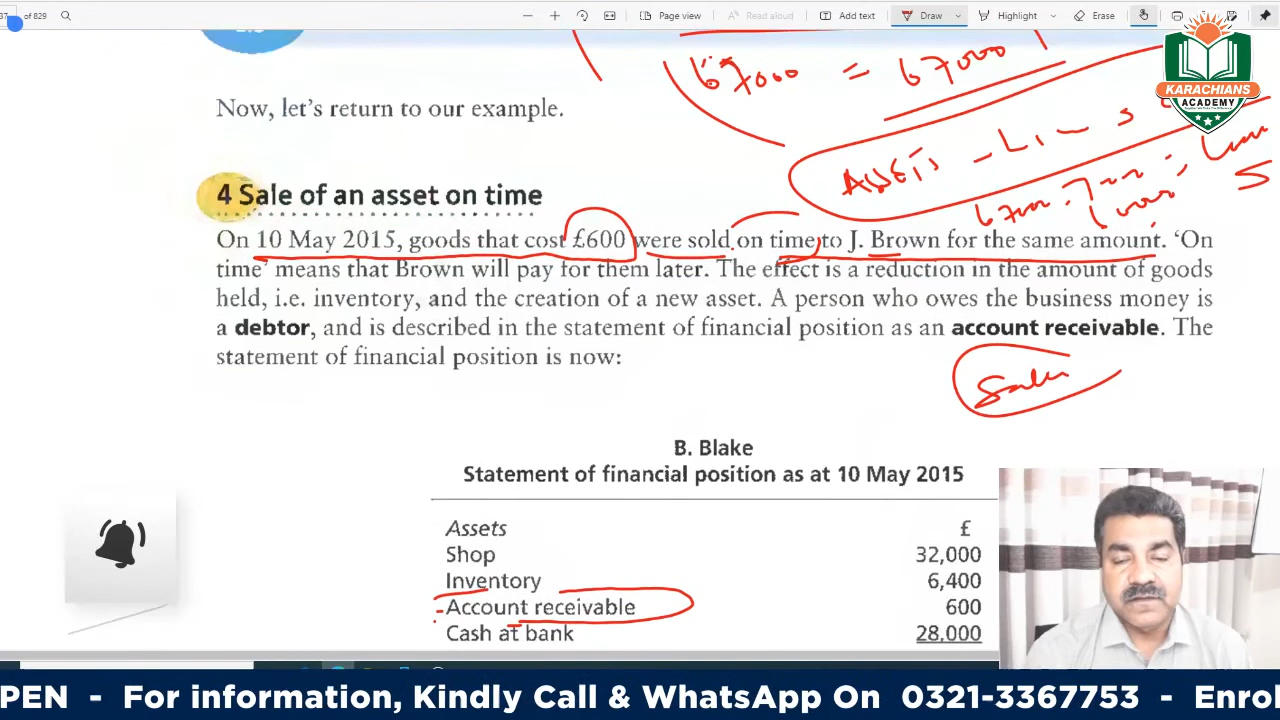 37 of 829
Page view
Read aloud
Add text
Draw
Highlight
Erase
KARACHIANS
ACADEMY
67000 = 67000
Now, let's return to our example.
ASSETS
4 Sale of an asset on time
On 10 May 2015, goods that cost £600 were sold on time to J. Brown for the same amount. 'On
time' means that Brown will pay for them later. The effect is a reduction in the amount of goods
held, i.e. inventory, and the creation of a new asset. A person who owes the business money is
a debtor, and is described in the statement of financial position as an account receivable. The
statement of financial position is now:
B. Blake
Statement of financial position as at 10 May 2015
Assets £
Shop 32,000
Inventory 6,400
Account receivable 600
Cash at bank 28,000
PEN - For information, Kindly Call & WhatsApp On 0321-3367753 - Enrol